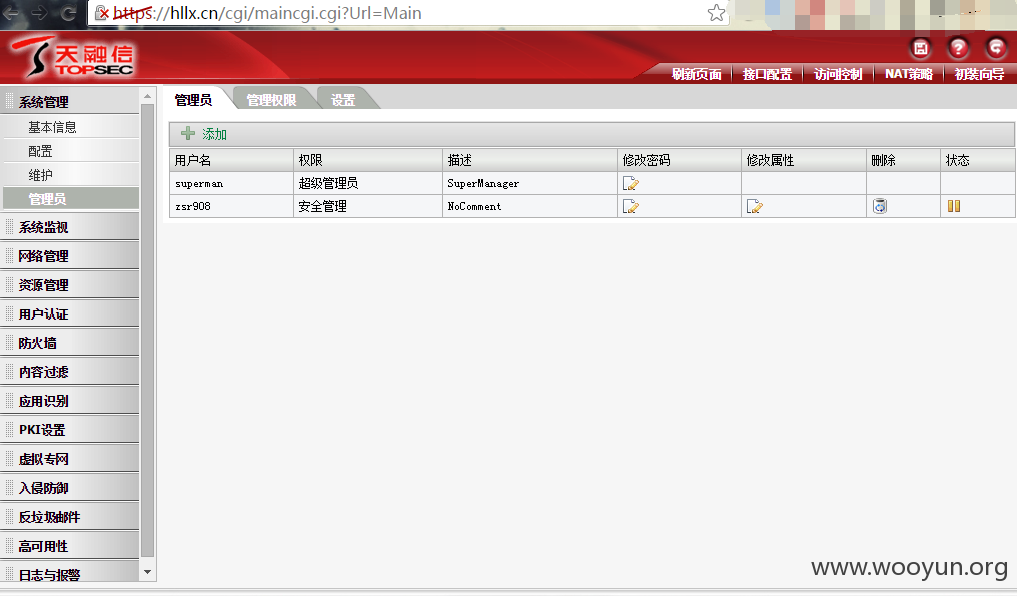 https://hllx.cn/cgi/maincgi.cgi?Url=Main
天融信
TOPSEC
刷新页面 接口配置 访问控制 NAT策略 初装向导
系统管理
基本信息
配置
维护
管理员
系统监视
网络管理
资源管理
用户认证
防火墙
内容过滤
应用识别
PKI设置
虚拟专网
入侵防御
反垃圾邮件
高可用性
日志与报警
管理员 管理权限 设置
添加
用户名 权限 描述 修改密码 修改属性 删除 状态
superman 超级管理员 SuperManager
zsr908 安全管理 NoComment
www.wooyun.org